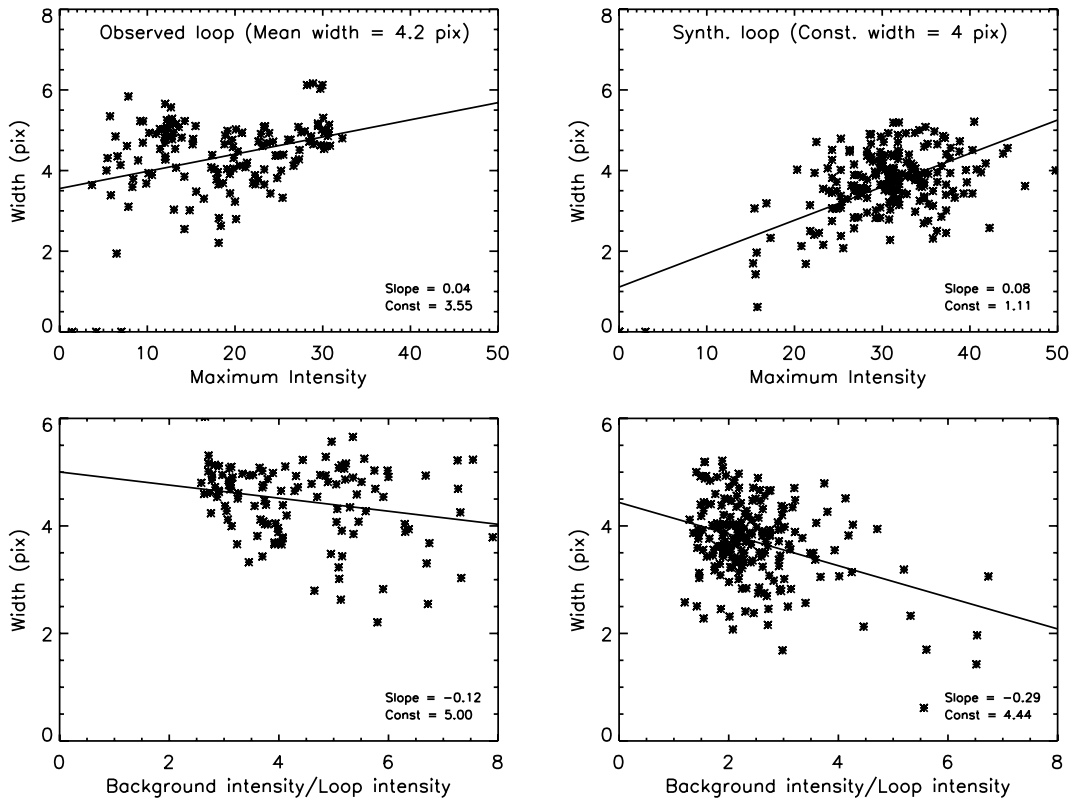 Observed loop (Mean width = 4.2 pix)
8
6
4
2
0
Width (pix)
Slope = 0.04
Const = 3.55
0 10 20 30 40 50
Maximum Intensity
Synth. loop (Const. width = 4 pix)
8
6
4
2
0
Width (pix)
Slope = 0.08
Const = 1.11
0 10 20 30 40 50
Maximum Intensity
6
4
2
0
Width (pix)
Slope = −0.12
Const = 5.00
0 2 4 6 8
Background intensity/Loop intensity
6
4
2
0
Width (pix)
Slope = −0.29
Const = 4.44
0 2 4 6 8
Background intensity/Loop intensity